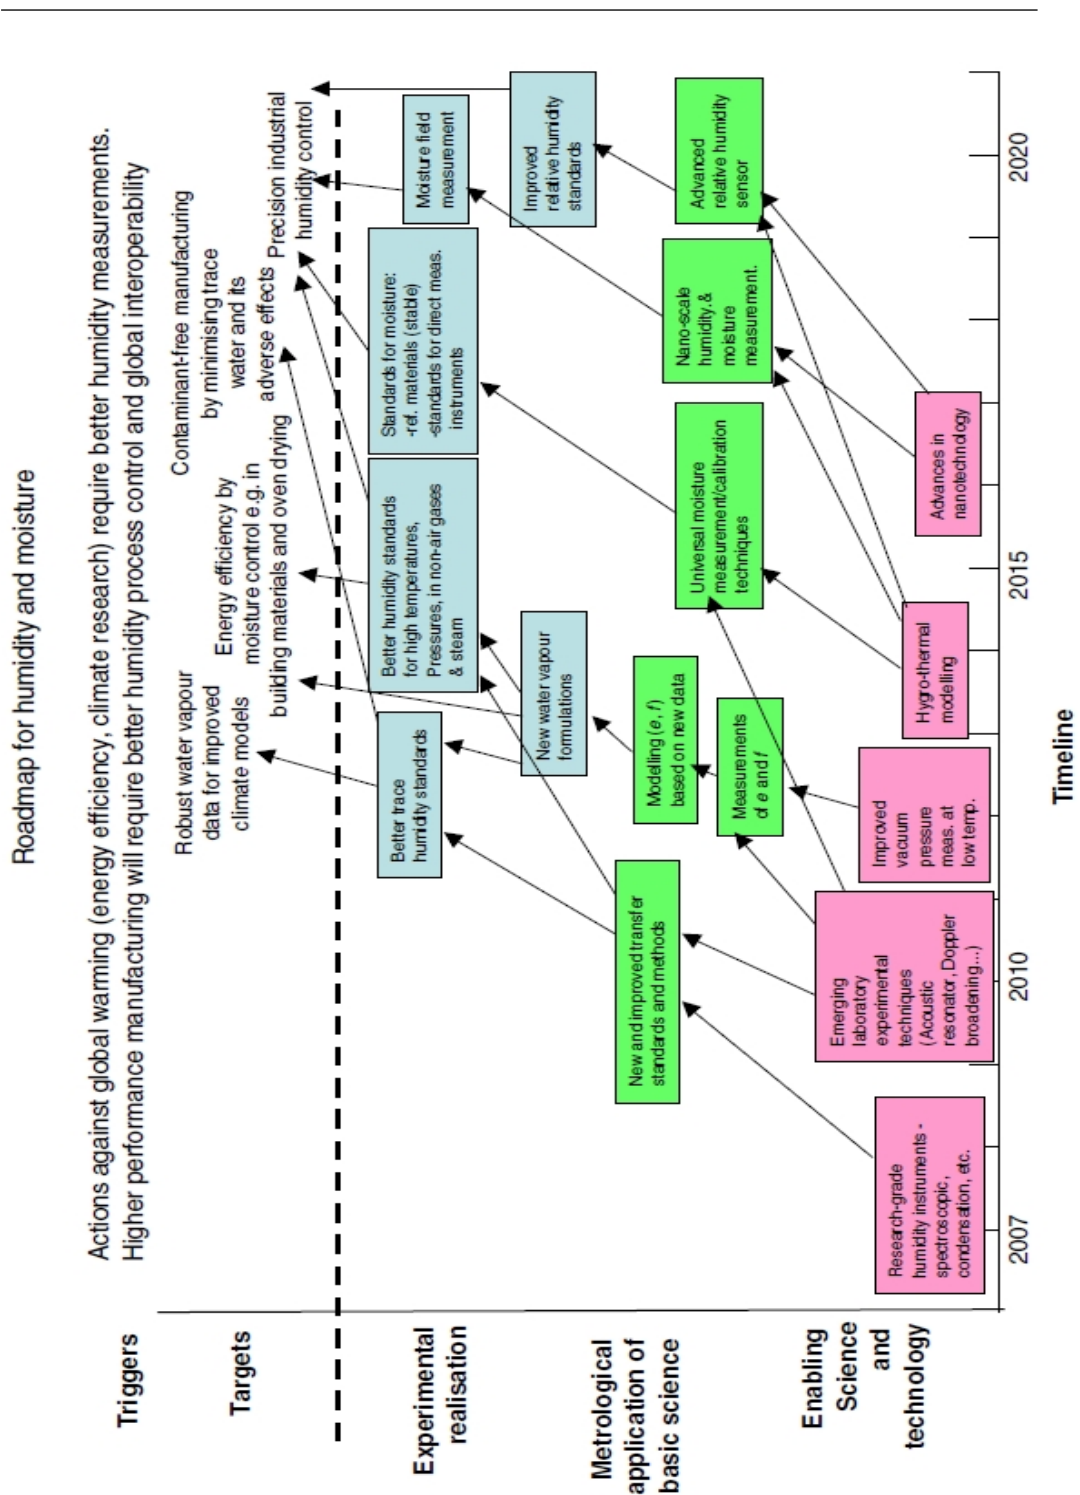 Roadmap for humidity and moisture
Triggers
Actions against global warming (energy efficiency, climate research) require better humidity measurements.
Higher performance manufacturing will require better humidity process control and global interoperability
Targets
Robust water vapour
data for improved
climate models
Energy efficiency by
moisture control e.g. in
building materials and oven drying
Contaminant-free manufacturing
by minimising trace
water and its
adverse effects
Precision industrial
humidity control
Experimental
realisation
Better trace
humidity standards
Better humidity standards
for high temperatures,
Pressures, in non-air gases
& steam
Standards for moisture:
-ref. materials (stable)
-standards for direct meas.
instruments
Moisture field
measurement
New water vapour
formulations
Improved
relative humidity
standards
Metrological
application of
basic science
New and improved transfer
standards and methods
Modelling (e, f)
based on new data
Measurements
of e and f
Universal moisture
measurement/calibration
techniques
Nano-scale
humidity.&
moisture
measurement.
Advanced
relative humidity
sensor
Enabling
Science
and
technology
Research-grade
humidity instruments -
spectroscopic,
condensation, etc.
Emerging
laboratory
experimental
techniques
(Acoustic
resonator, Doppler
broadening...)
Improved
vacuum
pressure
meas. at
low temp.
Hygro-thermal
modelling
Advances in
nanotechnology
2007
2010
2015
2020
Timeline